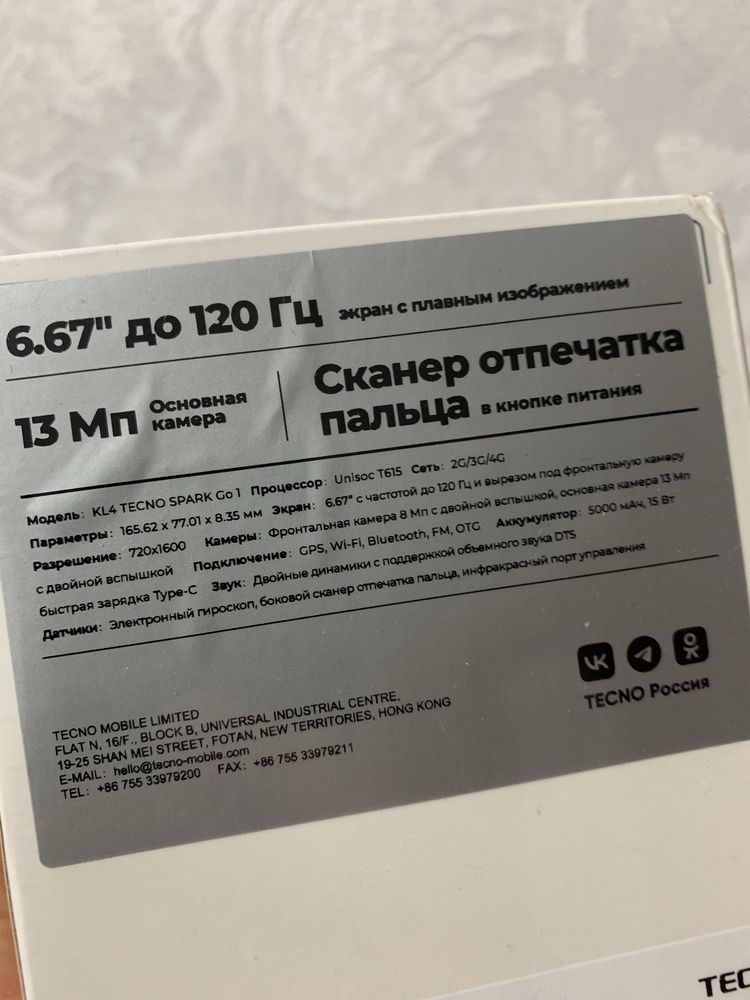 6.67" до 120 Гц экран с плавным изображением
13 Мп Основная камера
Сканер отпечатка пальца в кнопке питания
Модель: KL4 TECNO SPARK Go 1 Процессор: Unisoc T615 Сеть: 2G/3G/4G
Параметры: 165.62 x 77.01 x 8.35 мм Экран: 6.67" с частотой до 120 Гц и вырезом под фронтальную камеру
Разрешение: 720x1600 Камеры: Фронтальная камера 8 Мп с двойной вспышкой, основная камера 13 Мп
с двойной вспышкой Подключение: GPS, Wi-Fi, Bluetooth, FM, OTG Аккумулятор: 5000 мАч, 15 Вт
быстрая зарядка Type-C Звук: Двойные динамики с поддержкой объемного звука DTS
Датчики: Электронный гироскоп, боковой сканер отпечатка пальца, инфракрасный порт управления
TECNO Россия
TECNO MOBILE LIMITED
FLAT N, 16/F., BLOCK B, UNIVERSAL INDUSTRIAL CENTRE,
19-25 SHAN MEI STREET, FOTAN, NEW TERRITORIES, HONG KONG
E-MAIL: hello@tecno-mobile.com
TEL: +86 755 33979200 FAX: +86 755 33979211